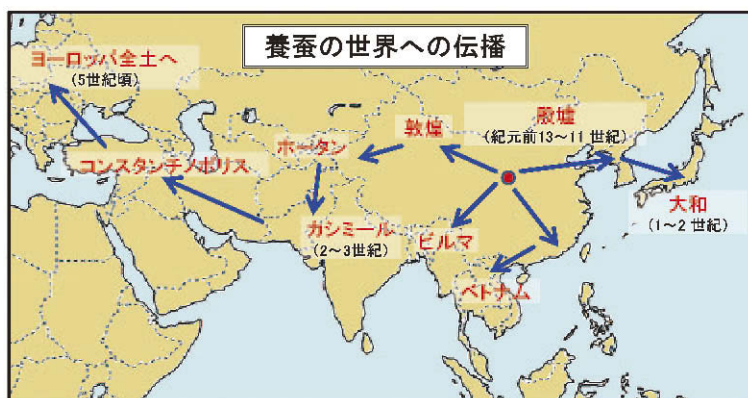 養蚕の世界への伝播
ヨーロッパ全土へ
(5世紀頃)
殷墟
(紀元前13～11世紀)
敦煌
ホータン
コンスタンチノポリス
大和
(1～2世紀)
カシミール
(2～3世紀)
ビルマ
ベトナム